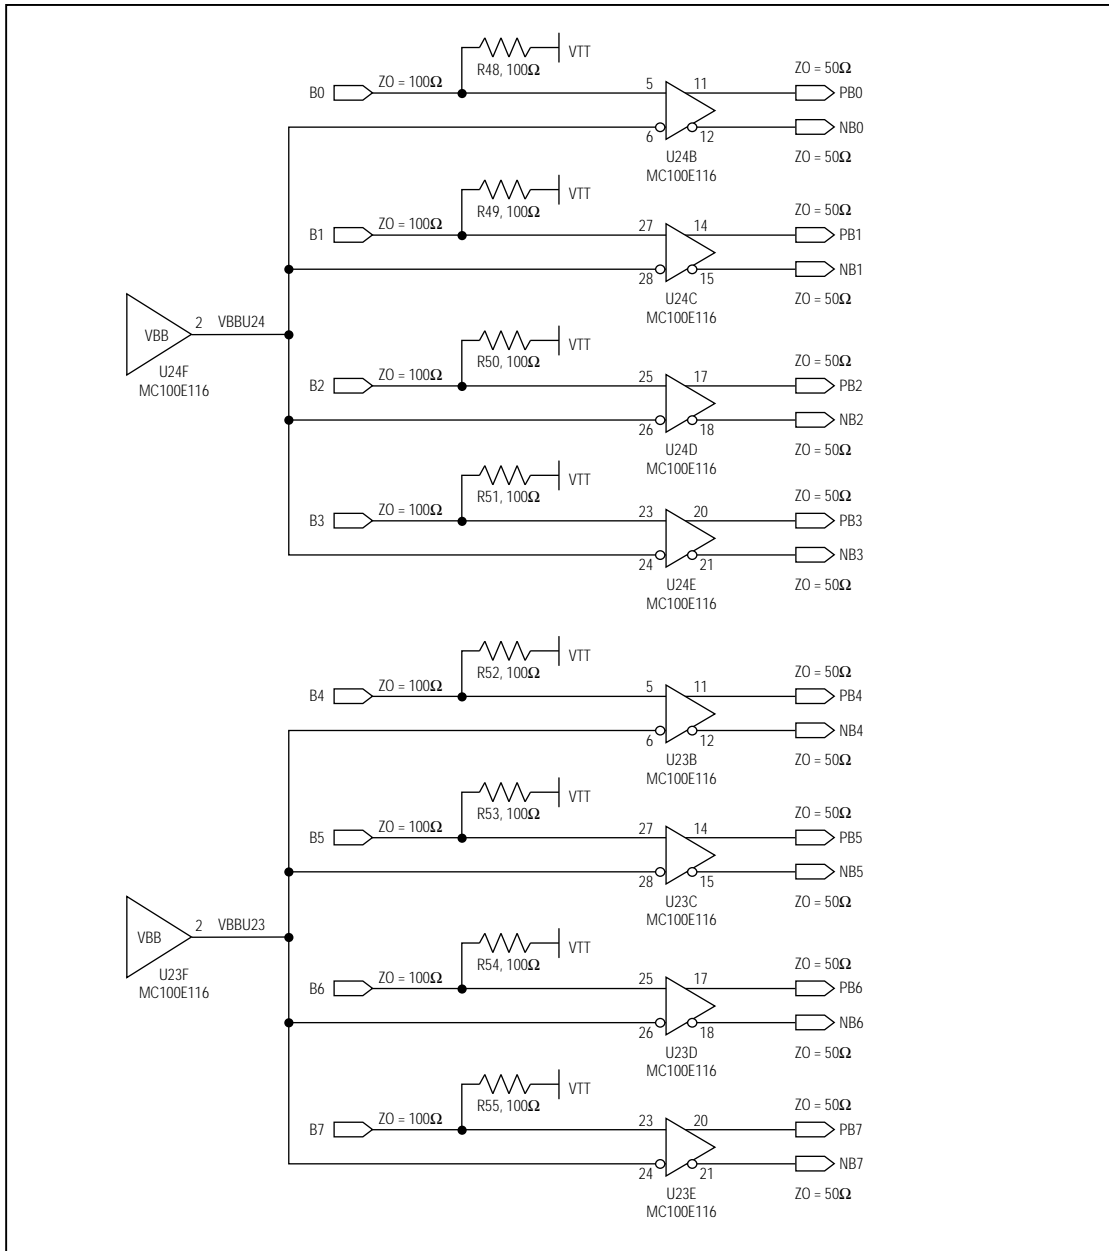 VTT
R48, 100Ω
B0 ZO = 100Ω 5 11 ZO = 50Ω PB0
6 12 NB0
U24B ZO = 50Ω
MC100E116
VTT
R49, 100Ω
B1 ZO = 100Ω 27 14 ZO = 50Ω PB1
28 15 NB1
U24C ZO = 50Ω
MC100E116
VBB 2 VBBU24
U24F
MC100E116
VTT
R50, 100Ω
B2 ZO = 100Ω 25 17 ZO = 50Ω PB2
26 18 NB2
U24D ZO = 50Ω
MC100E116
VTT
R51, 100Ω
B3 ZO = 100Ω 23 20 ZO = 50Ω PB3
24 21 NB3
U24E ZO = 50Ω
MC100E116
VTT
R52, 100Ω
B4 ZO = 100Ω 5 11 ZO = 50Ω PB4
6 12 NB4
U23B ZO = 50Ω
MC100E116
VTT
R53, 100Ω
B5 ZO = 100Ω 27 14 ZO = 50Ω PB5
28 15 NB5
U23C ZO = 50Ω
MC100E116
VBB 2 VBBU23
U23F
MC100E116
VTT
R54, 100Ω
B6 ZO = 100Ω 25 17 ZO = 50Ω PB6
26 18 NB6
U23D ZO = 50Ω
MC100E116
VTT
R55, 100Ω
B7 ZO = 100Ω 23 20 ZO = 50Ω PB7
24 21 NB7
U23E ZO = 50Ω
MC100E116